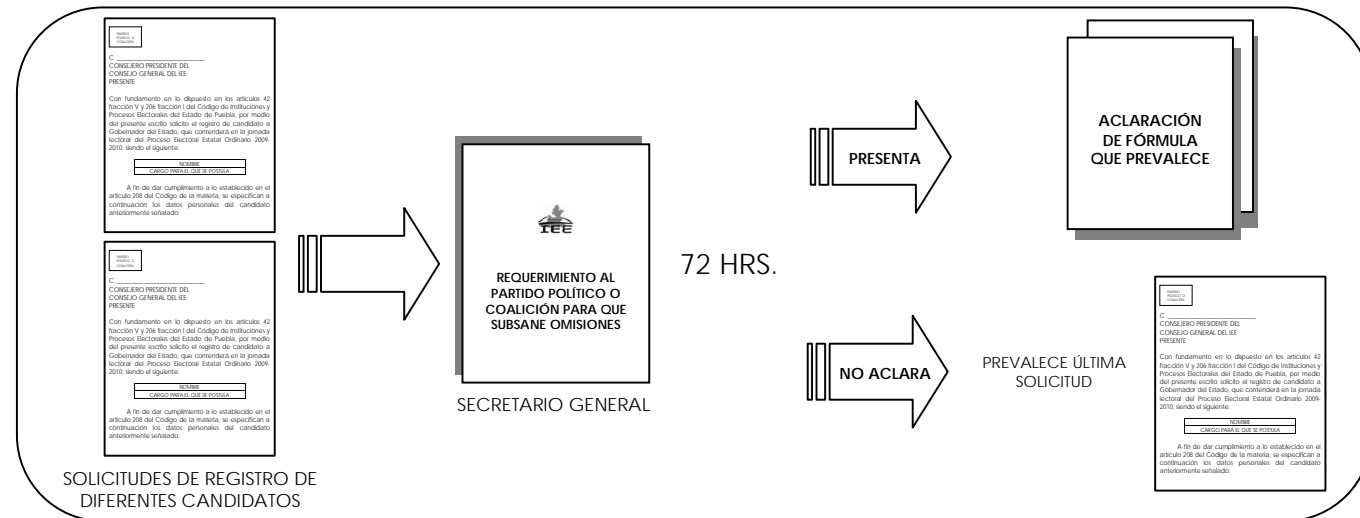 PARTIDO
POLÍTICO O
COALICIÓN
C. ________________________
CONSEJERO PRESIDENTE DEL
CONSEJO GENERAL DEL IEE
PRESENTE
Con fundamento en lo dispuesto en los artículos 42
fracción V y 206 fracción I del Código de Instituciones y
Procesos Electorales del Estado de Puebla, por medio
del presente escrito solicito el registro de candidato a
Gobernador del Estado, que contenderá en la jornada
lectoral del Proceso Electoral Estatal Ordinario 2009-
2010, siendo el siguiente:
NOMBRE
CARGO PARA EL QUE SE POSTULA
A fin de dar cumplimiento a lo establecido en el
artículo 208 del Código de la materia, se especifican a
continuación los datos personales del candidato
anteriormente señalado:
PARTIDO
POLÍTICO O
COALICIÓN
C. ________________________
CONSEJERO PRESIDENTE DEL
CONSEJO GENERAL DEL IEE
PRESENTE
Con fundamento en lo dispuesto en los artículos 42
fracción V y 206 fracción I del Código de Instituciones y
Procesos Electorales del Estado de Puebla, por medio
del presente escrito solicito el registro de candidato a
Gobernador del Estado, que contenderá en la jornada
lectoral del Proceso Electoral Estatal Ordinario 2009-
2010, siendo el siguiente:
NOMBRE
CARGO PARA EL QUE SE POSTULA
A fin de dar cumplimiento a lo establecido en el
artículo 208 del Código de la materia, se especifican a
continuación los datos personales del candidato
anteriormente señalado:
SOLICITUDES DE REGISTRO DE
DIFERENTES CANDIDATOS
IEE
REQUERIMIENTO AL
PARTIDO POLÍTICO O
COALICIÓN PARA QUE
SUBSANE OMISIONES
SECRETARIO GENERAL
72 HRS.
PRESENTA
ACLARACIÓN
DE FÓRMULA
QUE PREVALECE
NO ACLARA
PREVALECE ÚLTIMA
SOLICITUD
PARTIDO
POLÍTICO O
COALICIÓN
C. ________________________
CONSEJERO PRESIDENTE DEL
CONSEJO GENERAL DEL IEE
PRESENTE
Con fundamento en lo dispuesto en los artículos 42
fracción V y 206 fracción I del Código de Instituciones y
Procesos Electorales del Estado de Puebla, por medio
del presente escrito solicito el registro de candidato a
Gobernador del Estado, que contenderá en la jornada
lectoral del Proceso Electoral Estatal Ordinario 2009-
2010, siendo el siguiente:
NOMBRE
CARGO PARA EL QUE SE POSTULA
A fin de dar cumplimiento a lo establecido en el
artículo 208 del Código de la materia, se especifican a
continuación los datos personales del candidato
anteriormente señalado: